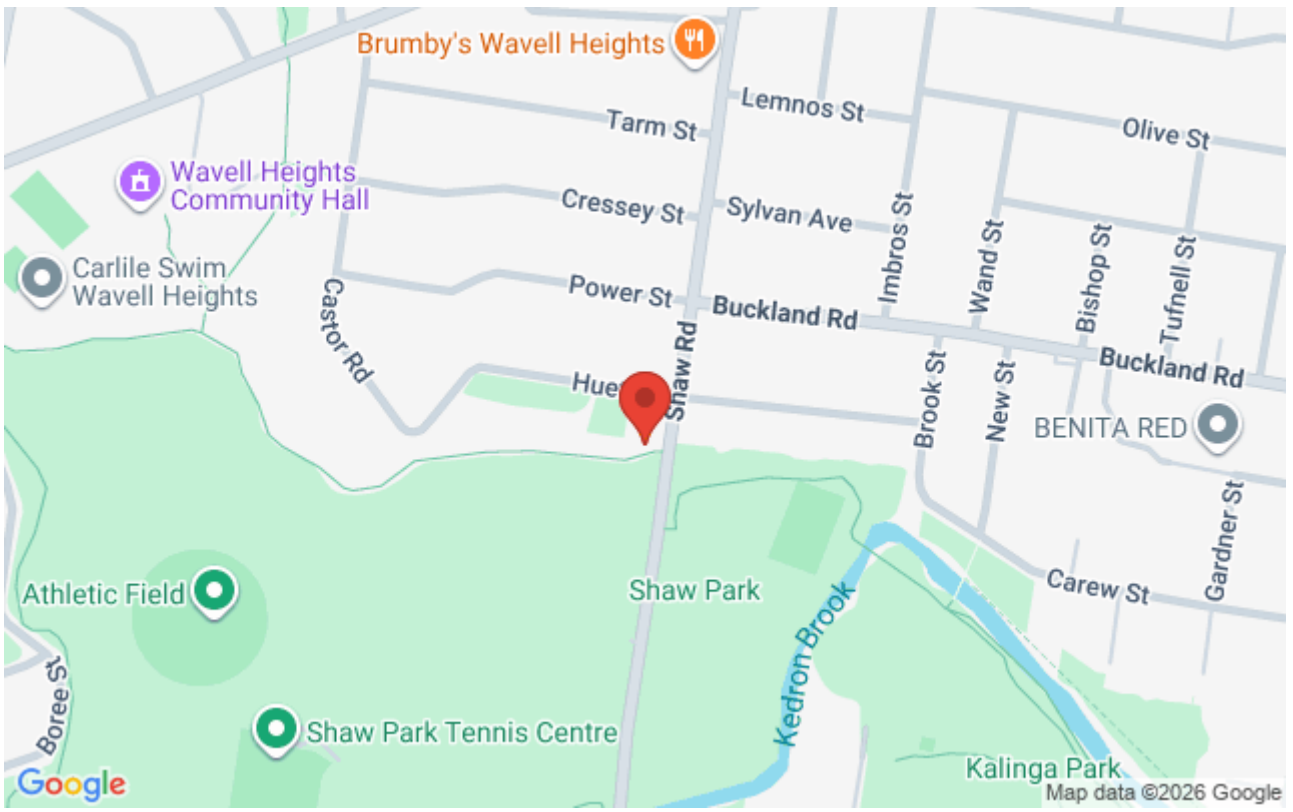 Brumby's Wavell Heights
Lemnos St
Tarm St
Olive St
Wavell Heights
Community Hall
Cressey St
Sylvan Ave
Imbros St
Wand St
Bishop St
Tufnell St
Carlile Swim
Wavell Heights
Castor Rd
Power St
Buckland Rd
Shaw Rd
Buckland Rd
Brook St
New St
BENITA RED
Gardner St
Athletic Field
Shaw Park
Carew St
Kedron Brook
Boree St
Shaw Park Tennis Centre
Kalinga Park
Google
Map data ©2026 Google